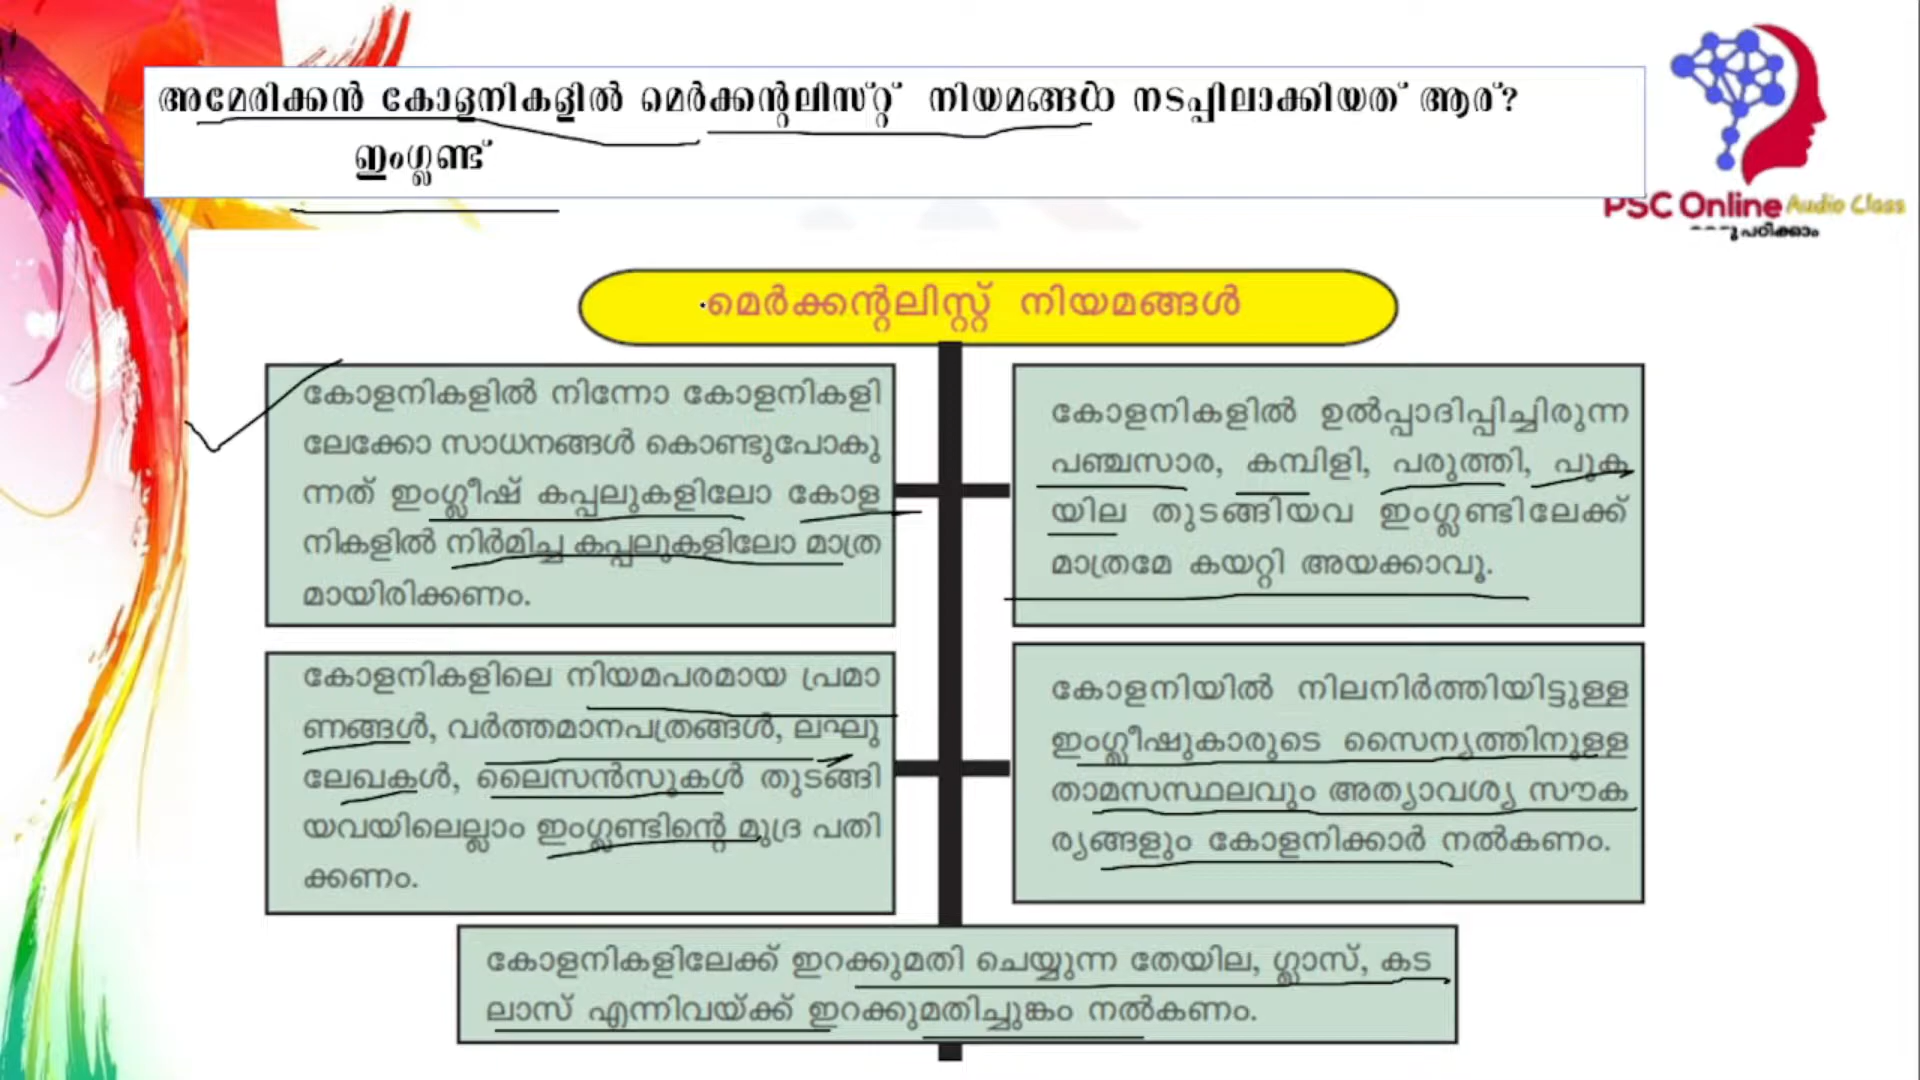 അമേരിക്കൻ കോളനികളിൽ മെർക്കന്റലിസ്റ്റ് നിയമങ്ങൾ നടപ്പിലാക്കിയത് ആര്?
ഇംഗ്ലണ്ട്
PSC Online Audio Class
പഠിക്കാം
മെർക്കന്റലിസ്റ്റ് നിയമങ്ങൾ
കോളനികളിൽ നിന്നോ കോളനികളി
ലേക്കോ സാധനങ്ങൾ കൊണ്ടുപോകു
ന്നത് ഇംഗ്ലീഷ് കപ്പലുകളിലോ കോള
നികളിൽ നിർമിച്ച കപ്പലുകളിലോ മാത്ര
മായിരിക്കണം.
കോളനികളിൽ ഉൽപ്പാദിപ്പിച്ചിരുന്ന
പഞ്ചസാര, കമ്പിളി, പരുത്തി, പുക
യില തുടങ്ങിയവ ഇംഗ്ലണ്ടിലേക്ക്
മാത്രമേ കയറ്റി അയക്കാവൂ.
കോളനികളിലെ നിയമപരമായ പ്രമാ
ണങ്ങൾ, വർത്തമാനപത്രങ്ങൾ, ലഘു
ലേഖകൾ, ലൈസൻസുകൾ തുടങ്ങി
യവയിലെല്ലാം ഇംഗ്ലണ്ടിന്റെ മുദ്ര പതി
ക്കണം.
കോളനിയിൽ നിലനിർത്തിയിട്ടുള്ള
ഇംഗ്ലീഷുകാരുടെ സൈന്യത്തിനുള്ള
താമസസ്ഥലവും അത്യാവശ്യ സൗക
ര്യങ്ങളും കോളനിക്കാർ നൽകണം.
കോളനികളിലേക്ക് ഇറക്കുമതി ചെയ്യുന്ന തേയില, ഗ്ലാസ്, കട
ലാസ് എന്നിവയ്ക്ക് ഇറക്കുമതിച്ചുങ്കം നൽകണം.